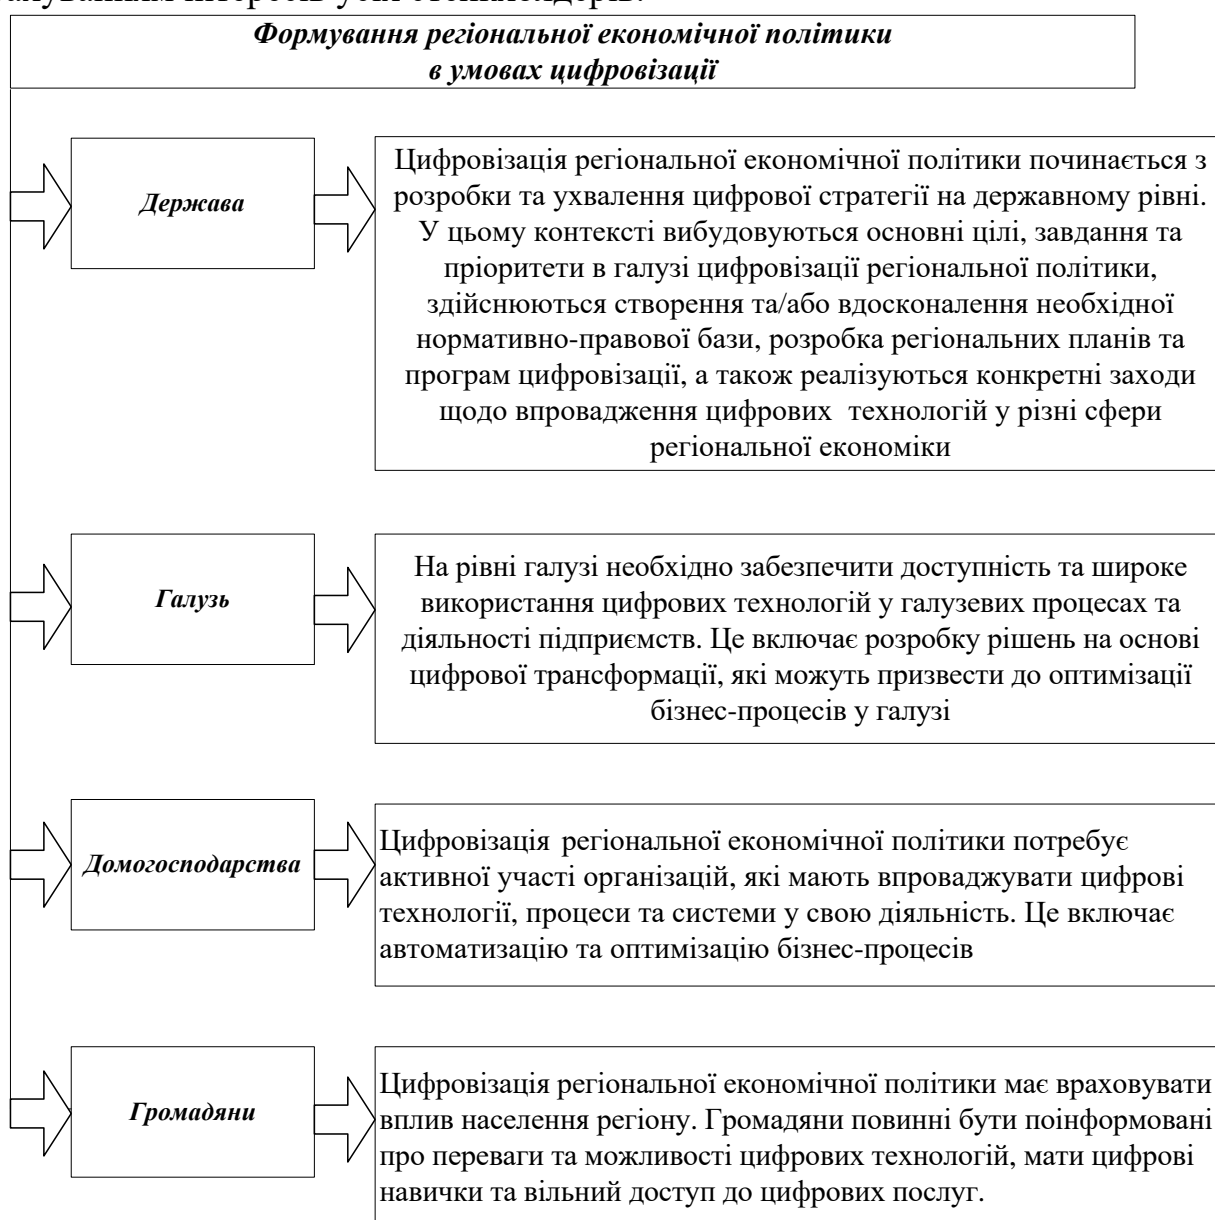 інтересів усіх стейкхолдерів.
Формування регіональної економічної політики
в умовах цифровізації
Держава
Цифровізація регіональної економічної політики починається з
розробки та ухвалення цифрової стратегії на державному рівні.
У цьому контексті вибудовуються основні цілі, завдання та
пріоритети в галузі цифровізації регіональної політики,
здійснюються створення та/або вдосконалення необхідної
нормативно-правової бази, розробка регіональних планів та
програм цифровізації, а також реалізуються конкретні заходи
щодо впровадження цифрових технологій у різні сфери
регіональної економіки
Галузь
На рівні галузі необхідно забезпечити доступність та широке
використання цифрових технологій у галузевих процесах та
діяльності підприємств. Це включає розробку рішень на основі
цифрової трансформації, які можуть призвести до оптимізації
бізнес-процесів у галузі
Домогосподарства
Цифровізація регіональної економічної політики потребує
активної участі організацій, які мають впроваджувати цифрові
технології, процеси та системи у свою діяльність. Це включає
автоматизацію та оптимізацію бізнес-процесів
Громадяни
Цифровізація регіональної економічної політики має враховувати
вплив населення регіону. Громадяни повинні бути поінформовані
про переваги та можливості цифрових технологій, мати цифрові
навички та вільний доступ до цифрових послуг.